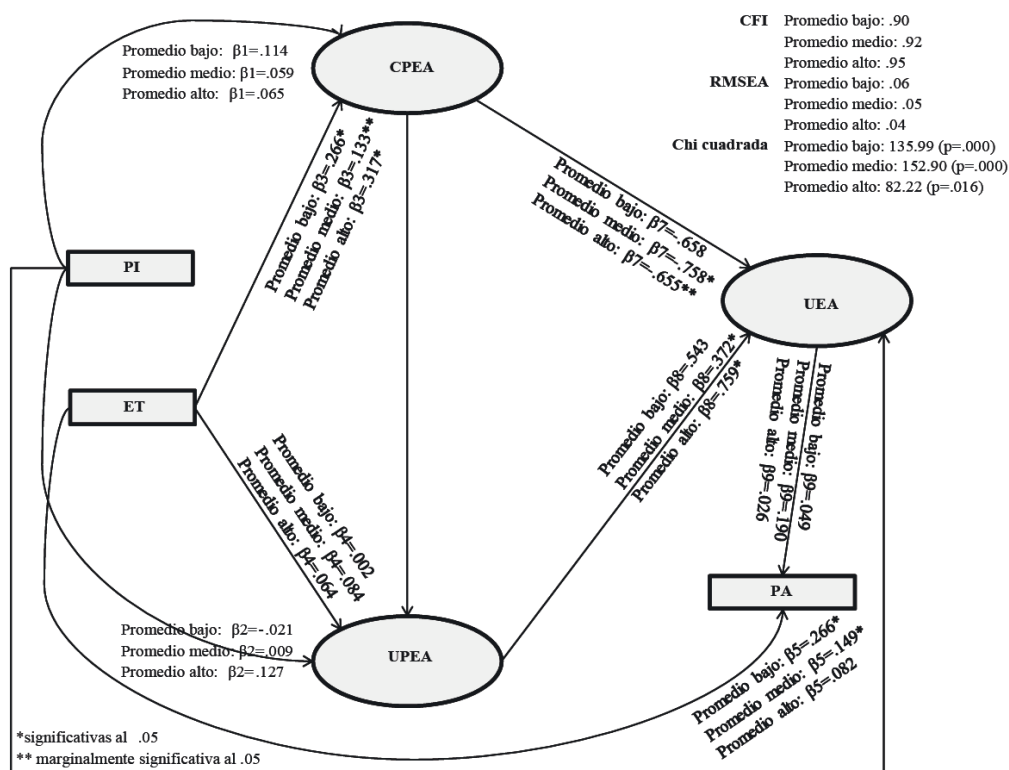 CFI Promedio bajo: .90
Promedio medio: .92
Promedio alto: .95
RMSEA Promedio bajo: .06
Promedio medio: .05
Promedio alto: .04
Chi cuadrada Promedio bajo: 135.99 (p=.000)
Promedio medio: 152.90 (p=.000)
Promedio alto: 82.22 (p=.016)
Promedio bajo: β1=.114
Promedio medio: β1=.059
Promedio alto: β1=.065
CPEA
Promedio bajo: β3=.266*
Promedio medio: β3=.133**
Promedio alto: β3=.317*
Promedio bajo: β7=-.658
Promedio medio: β7=-.758*
Promedio alto: β7=-.655**
PI
UEA
ET
Promedio bajo: β8=.543
Promedio medio: β8=.372*
Promedio alto: β8=.759*
Promedio bajo: β9=.049
Promedio medio: β9=.190
Promedio alto: β9=.026
Promedio bajo: β4=.002
Promedio medio: β4=.084
Promedio alto: β4=.064
PA
Promedio bajo: β2=-.021
Promedio medio: β2=.009
Promedio alto: β2=.127
UPEA
Promedio bajo: β5=.266*
Promedio medio: β5=.149*
Promedio alto: β5=.082
*significativas al .05
** marginalmente significativa al .05